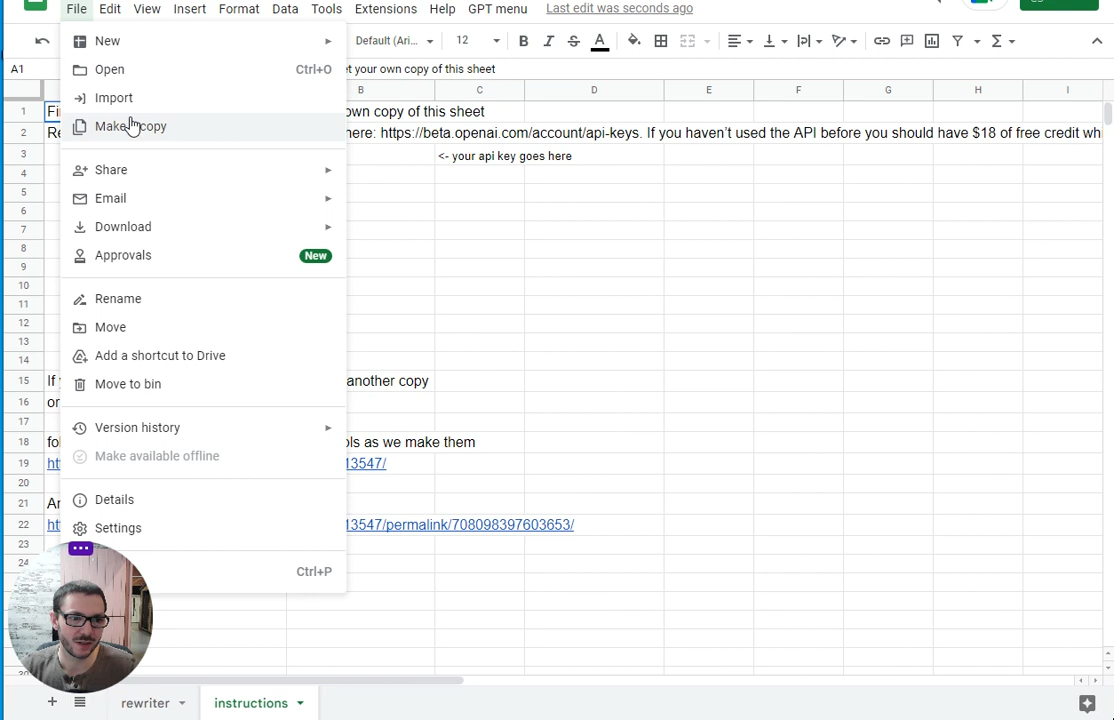 File Edit View Insert Format Data Tools Extensions Help GPT menu Last edit was seconds ago
Default (Ari... 12 B I S A
A1 et your own copy of this sheet
New
Open Ctrl+O
Import
Make copy
Share
Email
Download
Approvals New
Rename
Move
Add a shortcut to Drive
Move to bin
Version history
Make available offline
Details
Settings
Ctrl+P
B C D E F G H I
1 own copy of this sheet
2 here: https://beta.openai.com/account/api-keys. If you haven't used the API before you should have $18 of free credit whi
3 <- your api key goes here
4
5
6
7
8
9
10
11
12
13
14
15 If another copy
16 or
17
18 fol ols as we make them
19 htt 13547/
20
21 An
22 htt 13547/permalink/708098397603653/
23
24
rewriter instructions